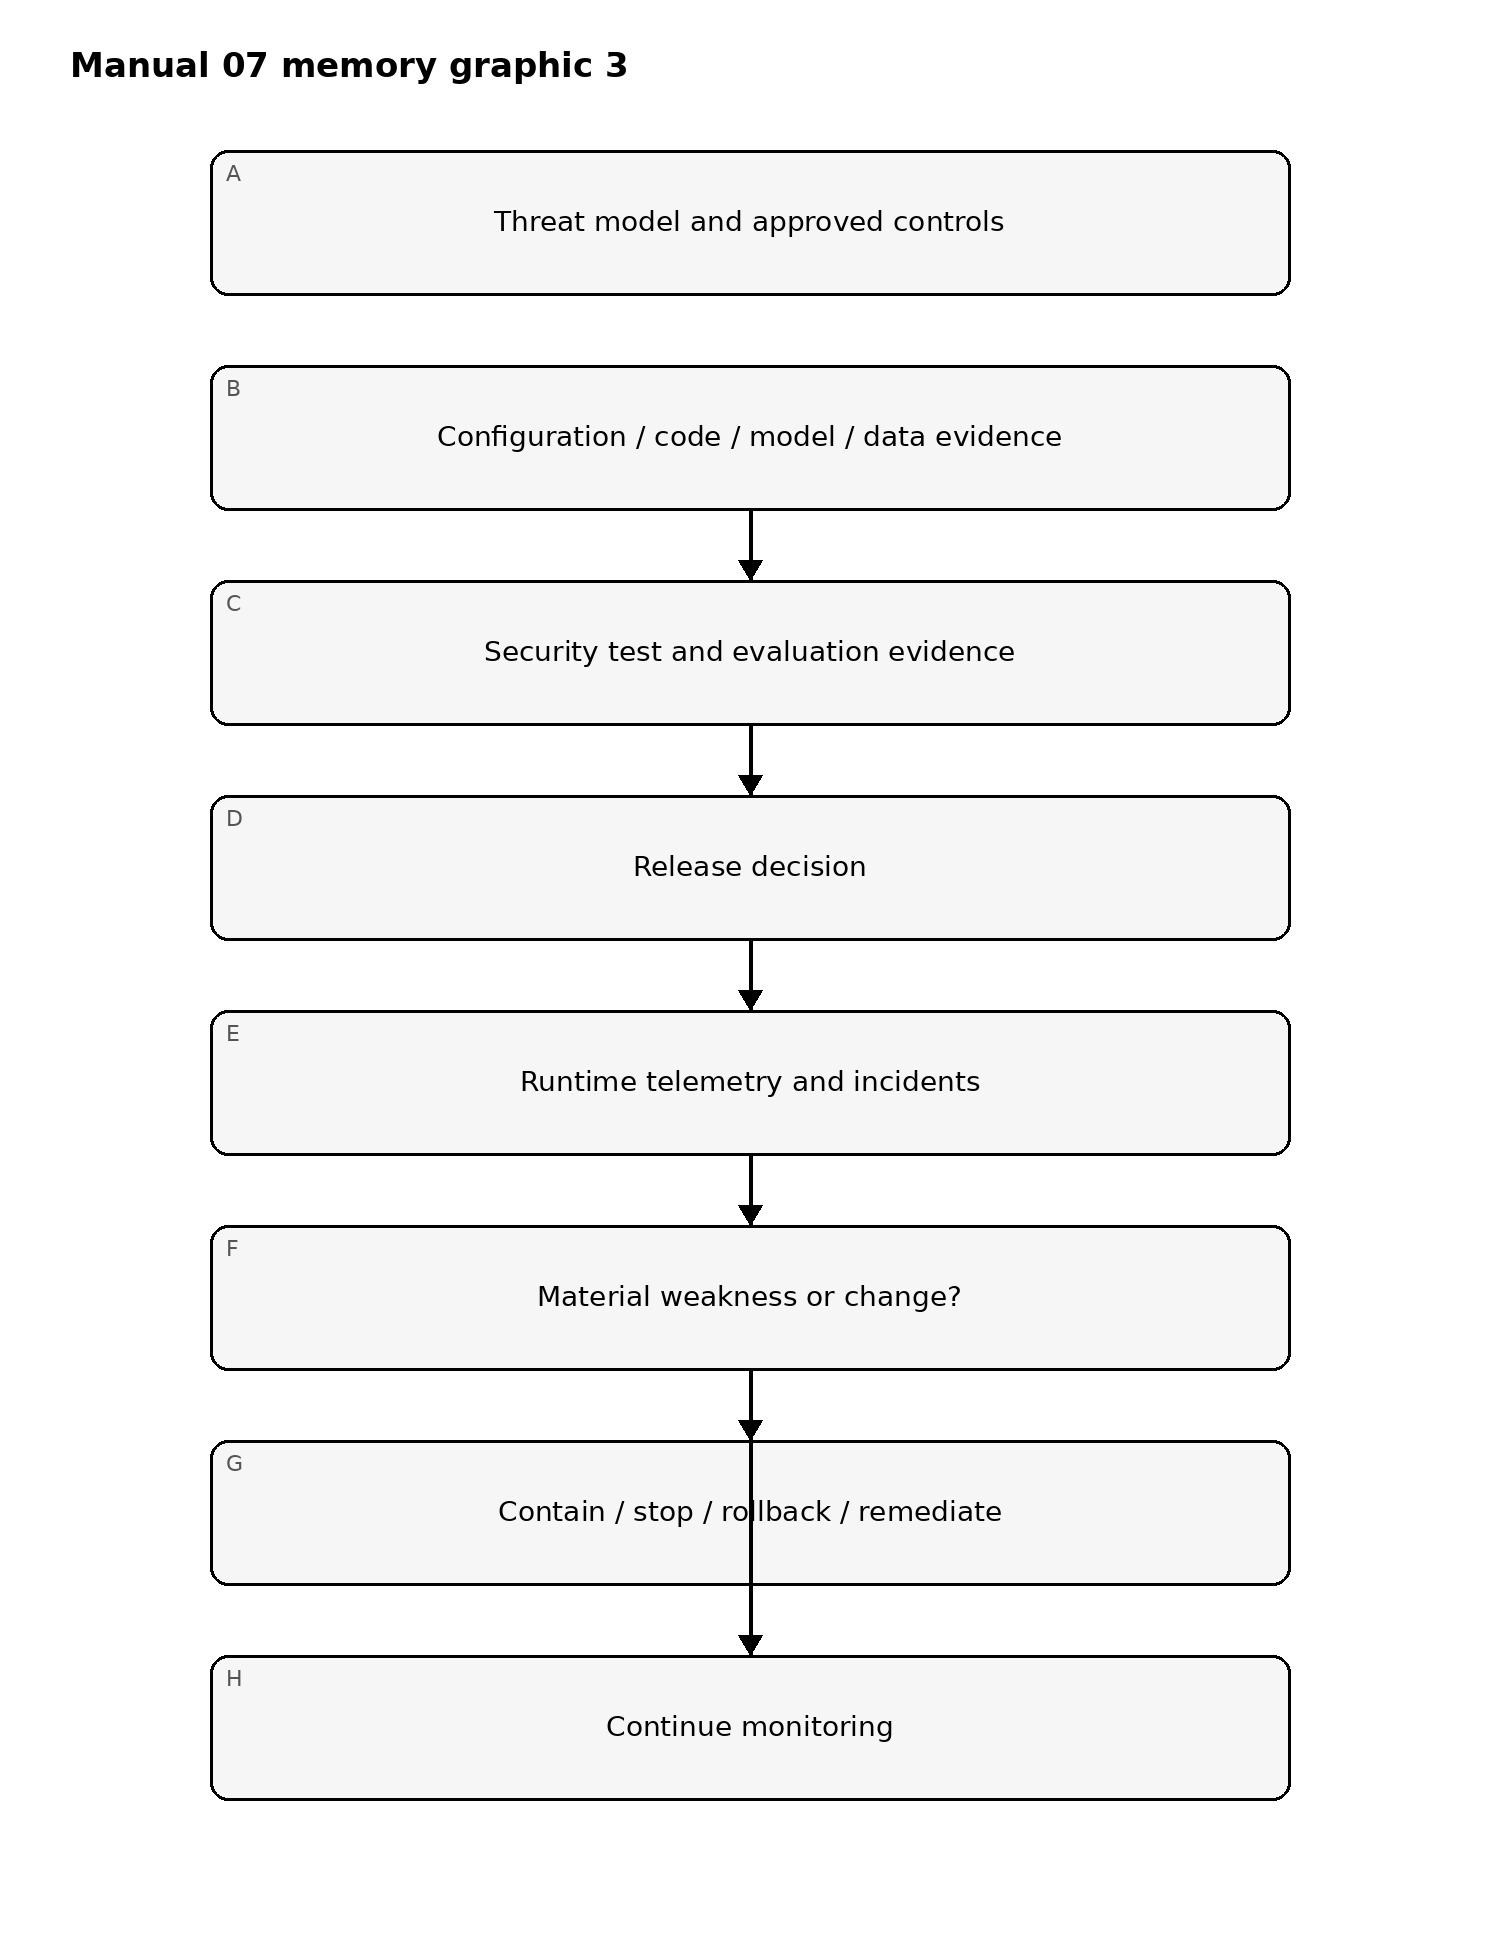 Manual 07 memory graphic 3
A
Threat model and approved controls
B
Configuration / code / model / data evidence
C
Security test and evaluation evidence
D
Release decision
E
Runtime telemetry and incidents
F
Material weakness or change?
G
Contain / stop / rollback / remediate
H
Continue monitoring